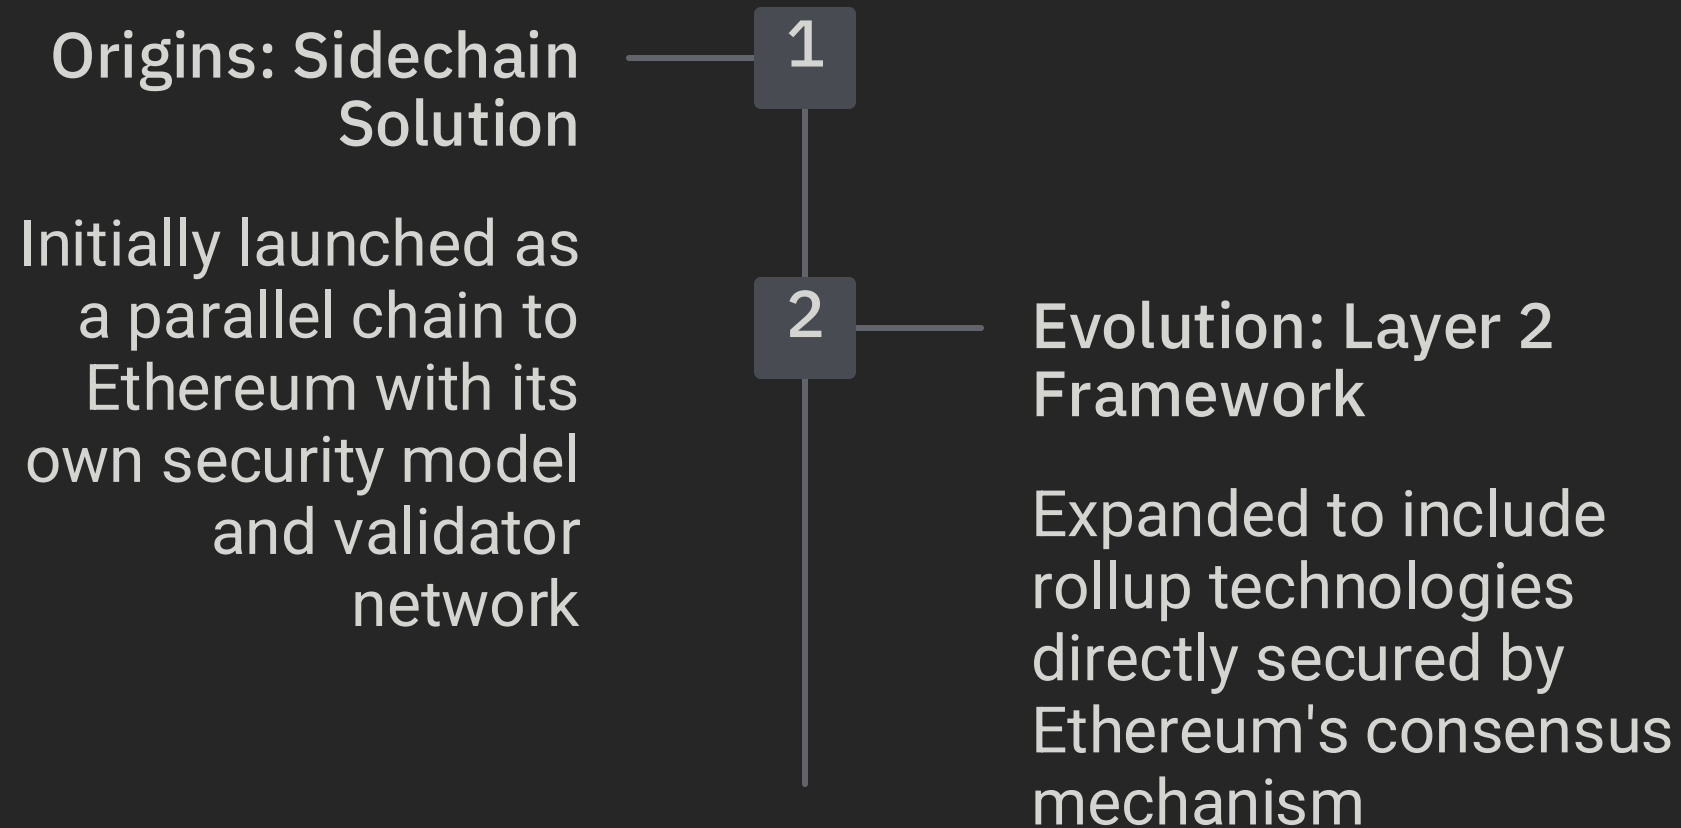 1
Origins: Sidechain
Solution
Initially launched as
a parallel chain to
Ethereum with its
own security model
and validator
network
2
Evolution: Layer 2
Framework
Expanded to include
rollup technologies
directly secured by
Ethereum's consensus
mechanism